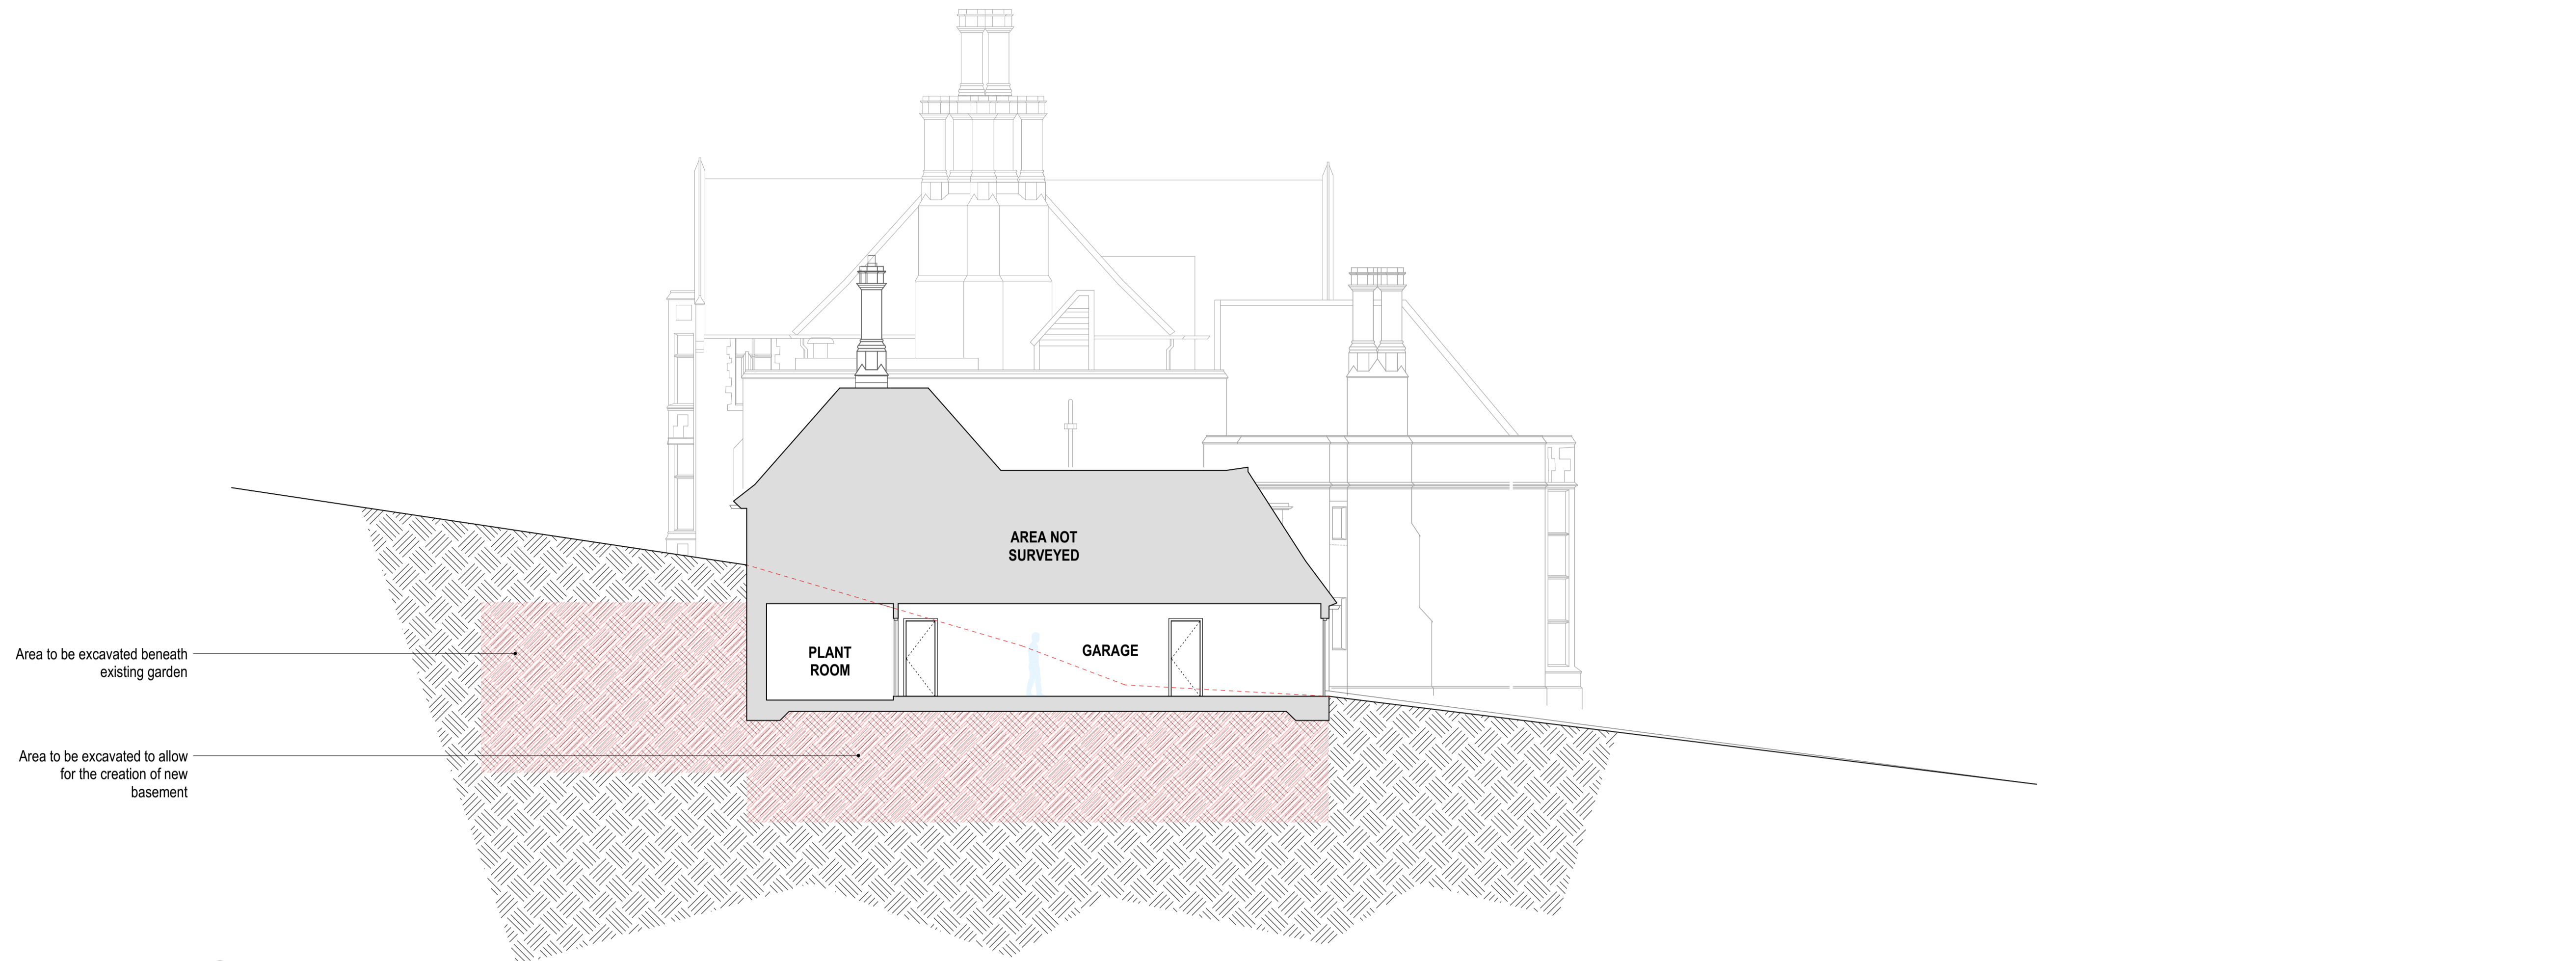 AREA NOT
SURVEYED
PLANT
ROOM
GARAGE
Area to be excavated beneath
existing garden
Area to be excavated to allow
for the creation of new
basement